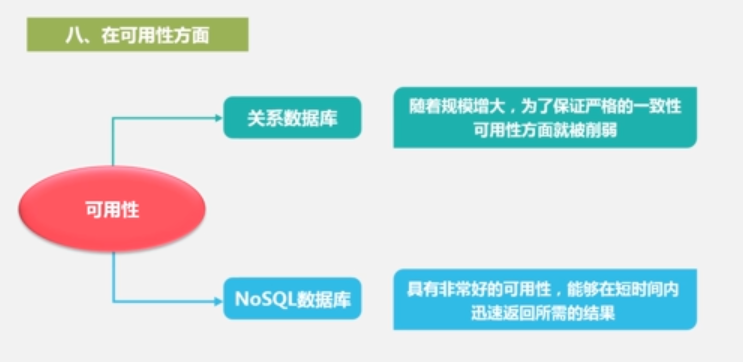 八、在可用性方面
关系数据库
随着规模增大，为了保证严格的一致性
可用性方面就被削弱
可用性
NoSQL数据库
具有非常好的可用性，能够在短时间内
迅速返回所需的结果